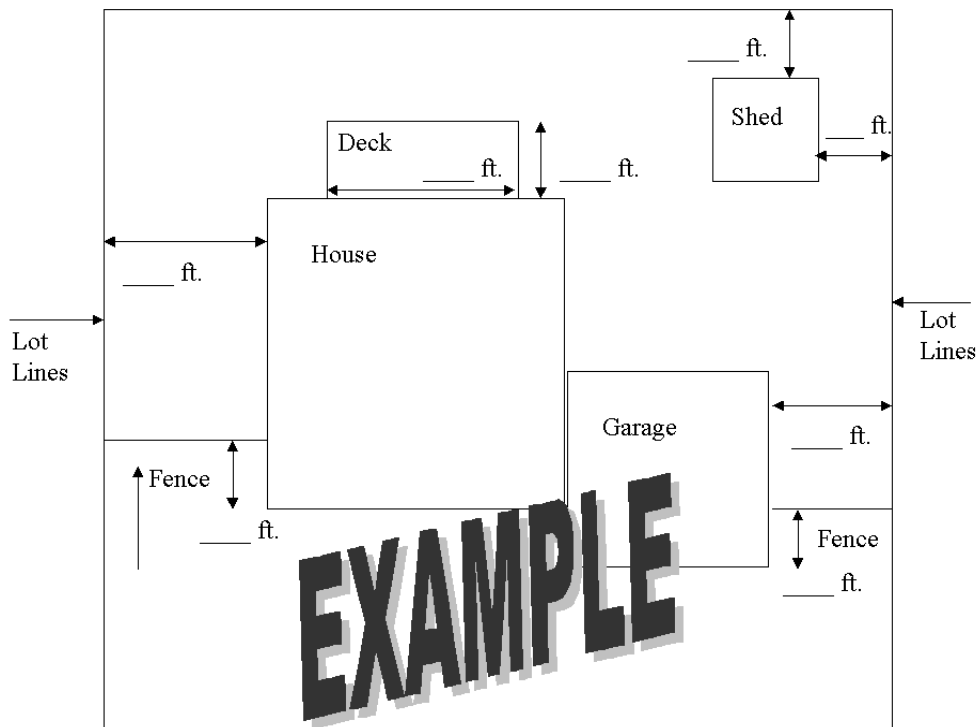 ____ ft.
Shed
___ ft.
Deck
____ ft.
____ ft.
House
____ ft.
Lot
Lines
Lot
Lines
Garage
____ ft.
Fence
____ ft.
Fence
____ ft.
EXAMPLE